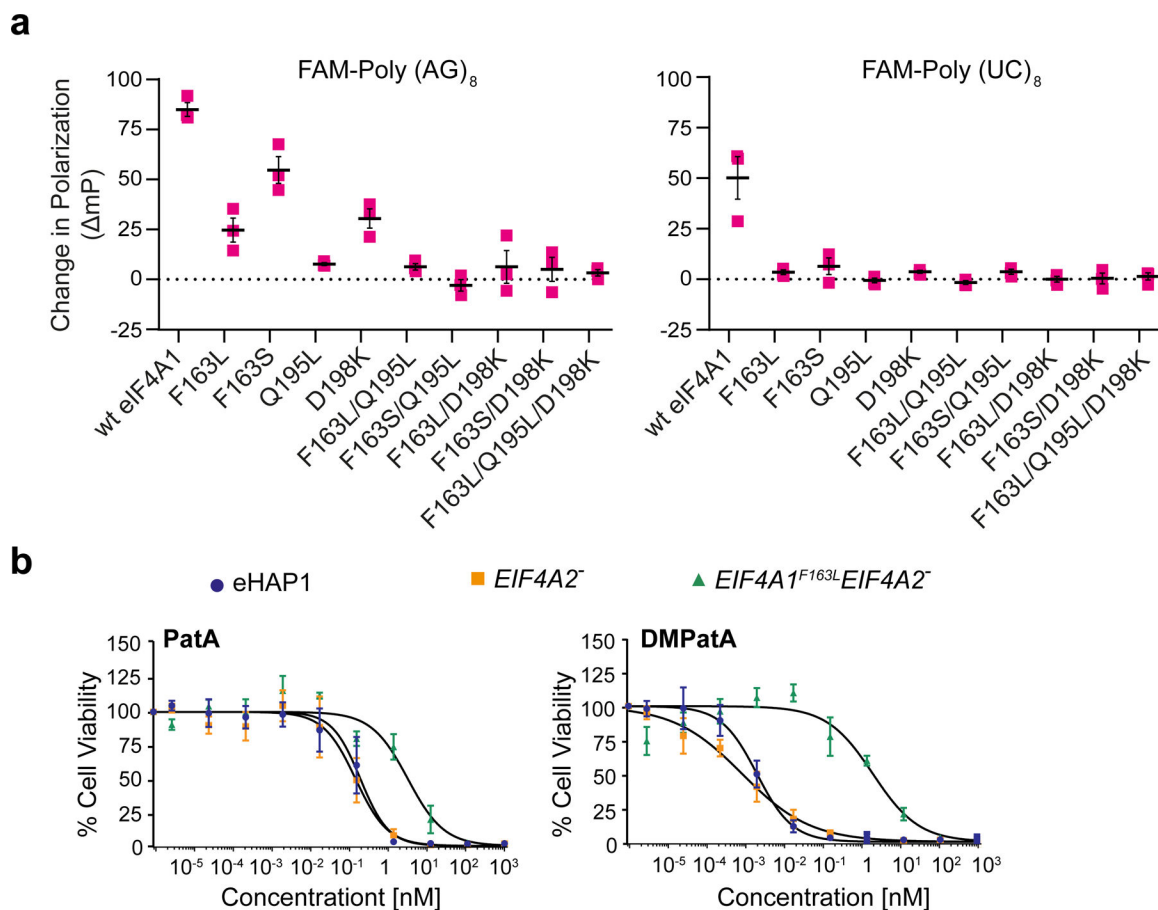 a
FAM-Poly (AG)8
FAM-Poly (UC)8
Change in Polarization
(ΔmP)
100
75
50
25
0
-25
100
75
50
25
0
-25
wt eIF4A1
F163L
F163S
Q195L
D198K
F163L/Q195L
F163S/Q195L
F163L/D198K
F163S/D198K
F163L/Q195L/D198K
wt eIF4A1
F163L
F163S
Q195L
D198K
F163L/Q195L
F163S/Q195L
F163L/D198K
F163S/D198K
F163L/Q195L/D198K
b
eHAP1
EIF4A2-
EIF4A1F163LEIF4A2-
PatA
% Cell Viability
150
125
100
75
50
25
0
10-5 10-4 10-3 10-2 10-1 1 101 102 103
Concentrationt [nM]
DMPatA
% Cell Viability
150
125
100
75
50
25
0
10-5 10-4 10-3 10-2 10-1 1 101 102 103
Concentration [nM]